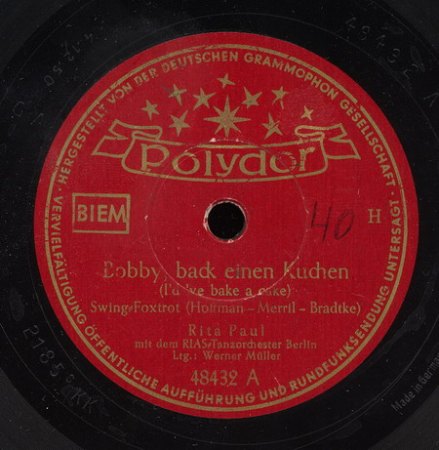 HERGESTELLT VON DER DEUTSCHEN GRAMMOPHON GESELLSCHAFT
VERVIELFÄLTIGUNG ÖFFENTLICHE AUFFÜHRUNG UND RUNDFUNKSENDUNG UNTERSAGT
Polydor
BIEM
40
H
Bobby, back einen Kuchen
(I'd 've bake a cake)
Swing-Foxtrot (Hoffman - Merril - Bradtke)
Rita Paul
mit dem RIAS-Tanzorchester Berlin
Ltg.: Werner Müller
48432 A
Made in